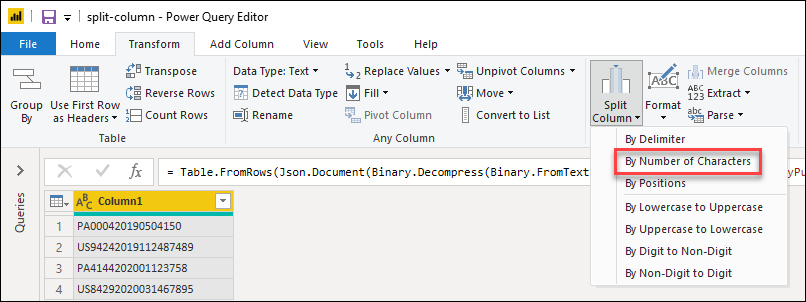 split-column - Power Query Editor
File Home Transform Add Column View Tools Help
Transpose Data Type: Text Replace Values Unpivot Columns Merge Columns
Group By Use First Row as Headers Reverse Rows Detect Data Type Fill Move Split Column Format ABC 123 Extract
Count Rows Rename Pivot Column Convert to List abc Parse
Table Any Column
By Delimiter
By Number of Characters
By Positions
By Lowercase to Uppercase
By Uppercase to Lowercase
By Digit to Non-Digit
By Non-Digit to Digit
Queries
fx = Table.FromRows(Json.Document(Binary.Decompress(Binary.FromText
ABC Column1
1 PA000420190504150
2 US94242019112487489
3 PA4144202001123758
4 US84292020031467895